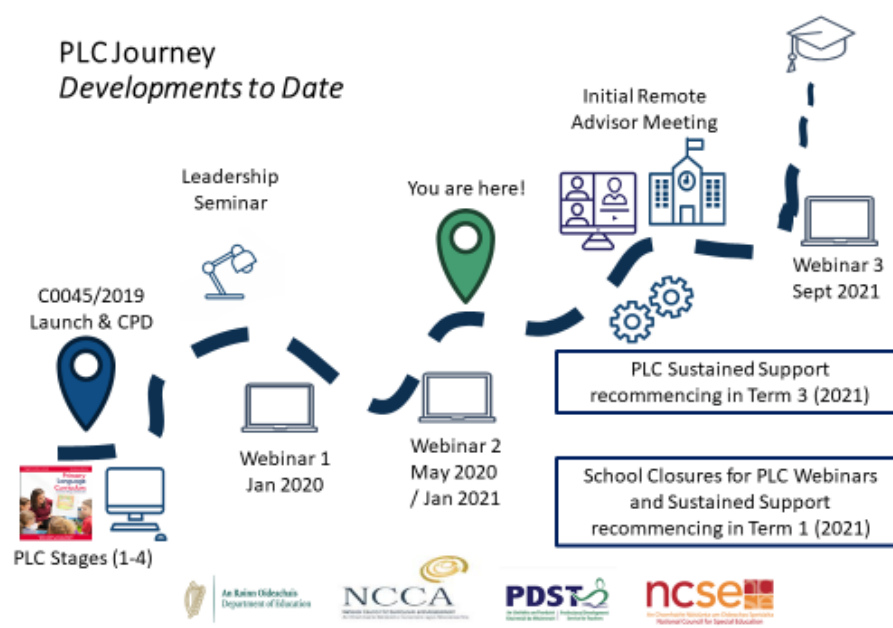 PLC Journey
Developments to Date
Initial Remote
Advisor Meeting
Leadership
Seminar
You are here!
Webinar 3
Sept 2021
C0045/2019
Launch & CPD
PLC Sustained Support
recommencing in Term 3 (2021)
Webinar 1
Jan 2020
Webinar 2
May 2020
/ Jan 2021
School Closures for PLC Webinars
and Sustained Support
recommencing in Term 1 (2021)
Primary
Language
Curriculum
PLC Stages (1-4)
An Roinn Oideachais
Department of Education
NCCA
PDST
ncse
National Council for Special Education